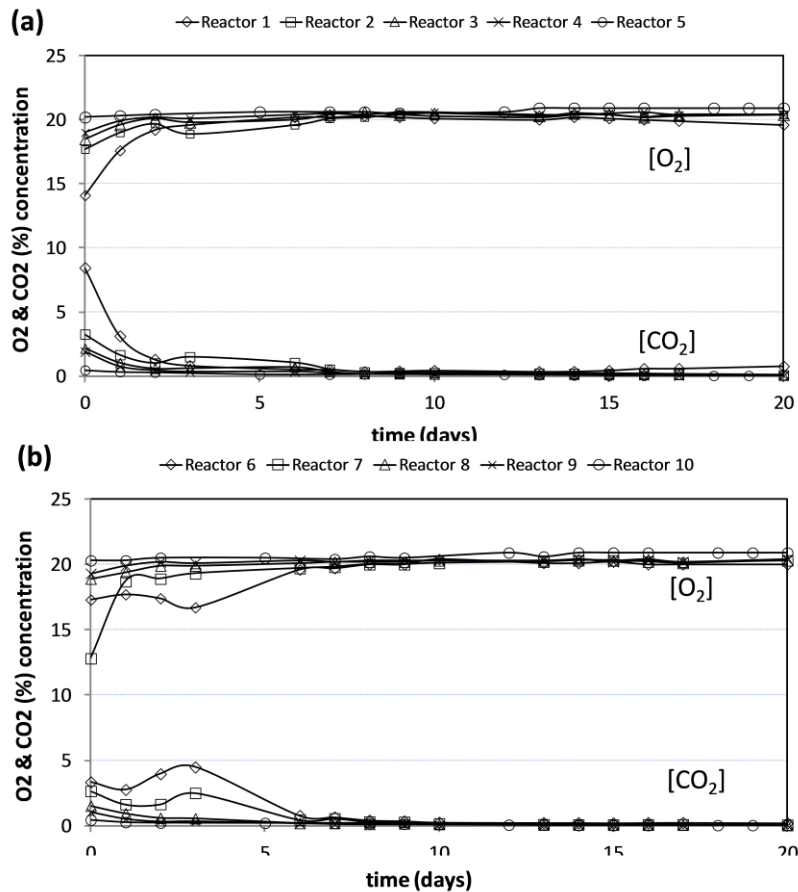 (a)
Reactor 1 Reactor 2 Reactor 3 Reactor 4 Reactor 5
O2 & CO2 (%) concentration
25
20
15
10
5
0
[O₂]
[CO₂]
0 5 10 15 20
time (days)
(b)
Reactor 6 Reactor 7 Reactor 8 Reactor 9 Reactor 10
O2 & CO2 (%) concentration
25
20
15
10
5
0
[O₂]
[CO₂]
0 5 10 15 20
time (days)